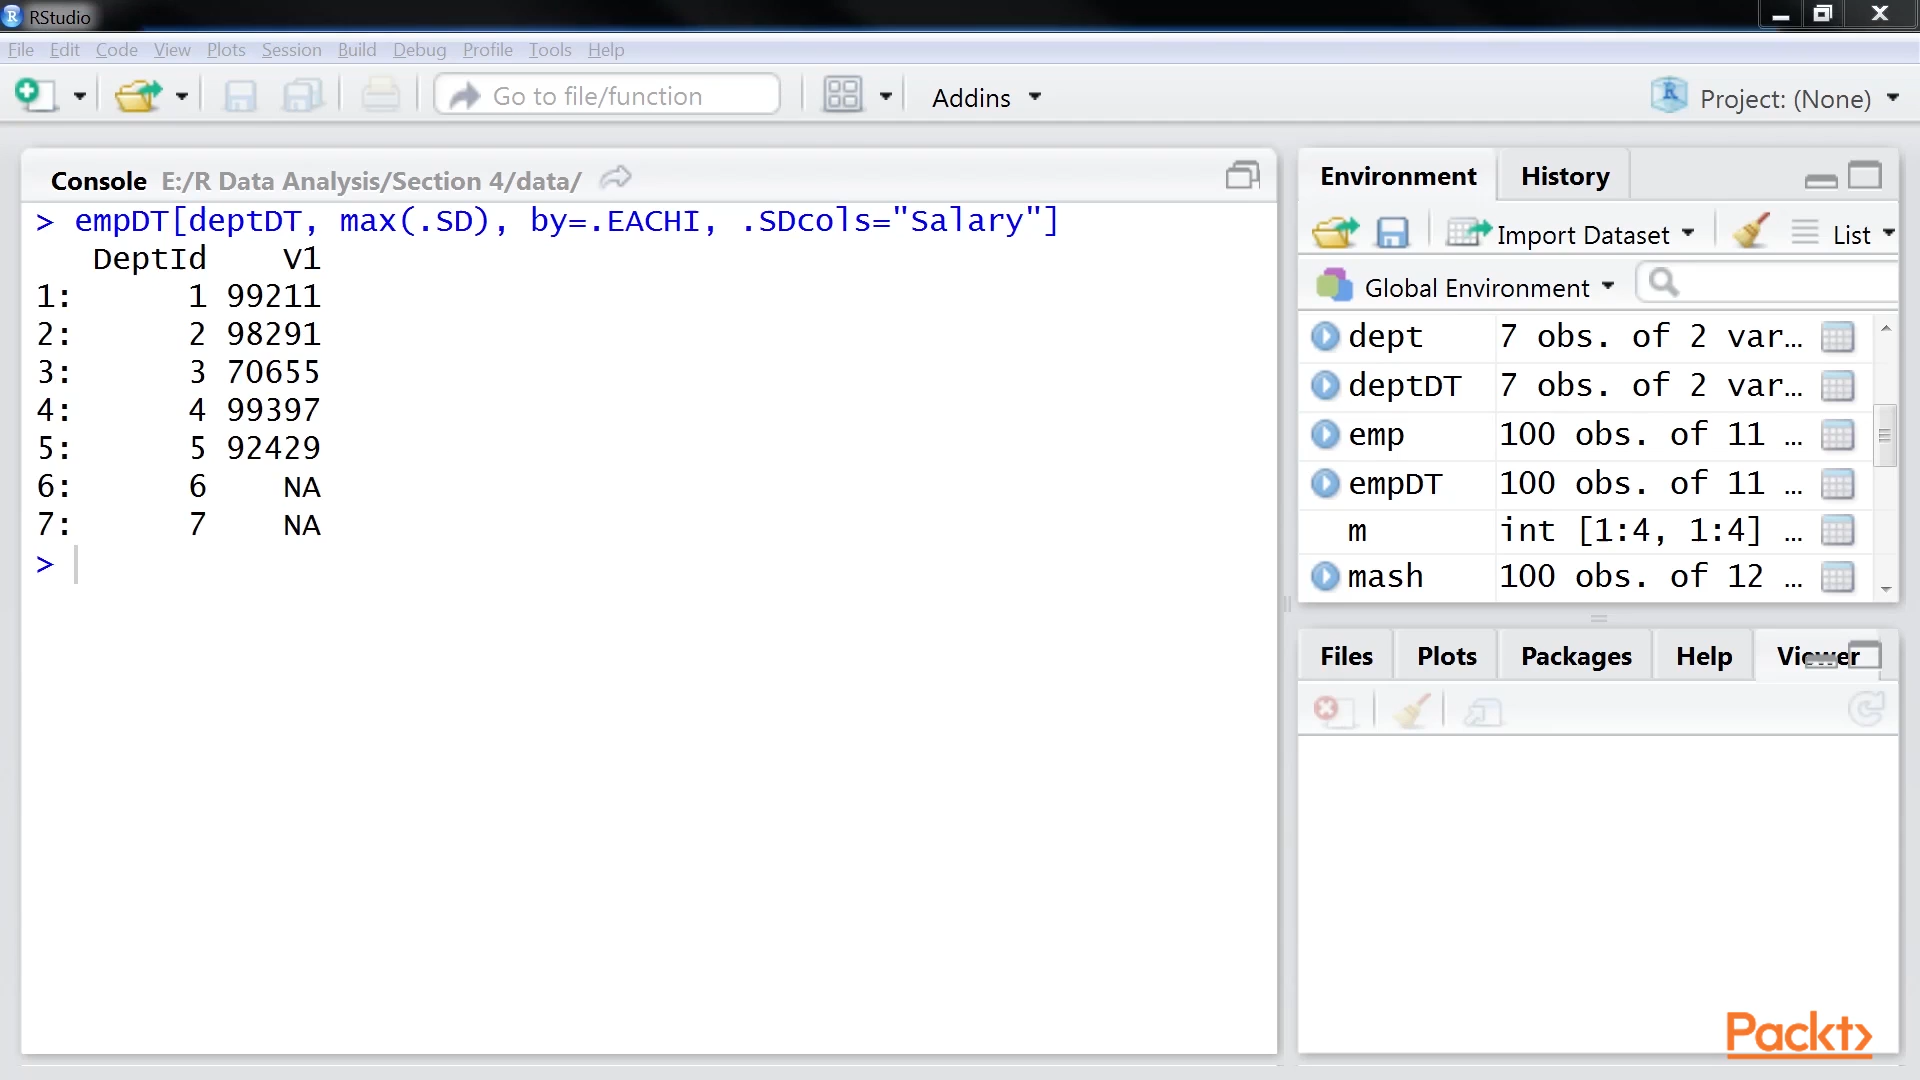 RStudio
File Edit Code View Plots Session Build Debug Profile Tools Help
Go to file/function Addins Project: (None)
Console E:/R Data Analysis/Section 4/data/
> empDT[deptDT, max(.SD), by=.EACHI, .SDcols="Salary"]
DeptId V1
1: 1 99211
2: 2 98291
3: 3 70655
4: 4 99397
5: 5 92429
6: 6 NA
7: 7 NA
>
Environment History
Import Dataset List
Global Environment
dept 7 obs. of 2 var...
deptDT 7 obs. of 2 var...
emp 100 obs. of 11 ...
empDT 100 obs. of 11 ...
m int [1:4, 1:4] ...
mash 100 obs. of 12 ...
Files Plots Packages Help Viewer
Packt>